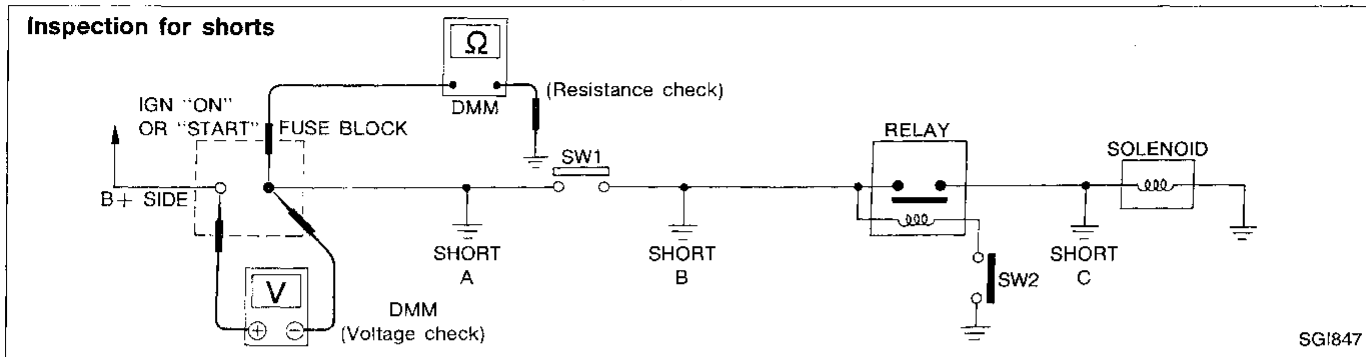 Inspection for shorts
Ω
DMM
(Resistance check)
IGN "ON"
OR "START"
FUSE BLOCK
B+ SIDE
SW1
RELAY
SOLENOID
SHORT
A
SHORT
B
SHORT
C
SW2
V
+ −
DMM
(Voltage check)
SGI847